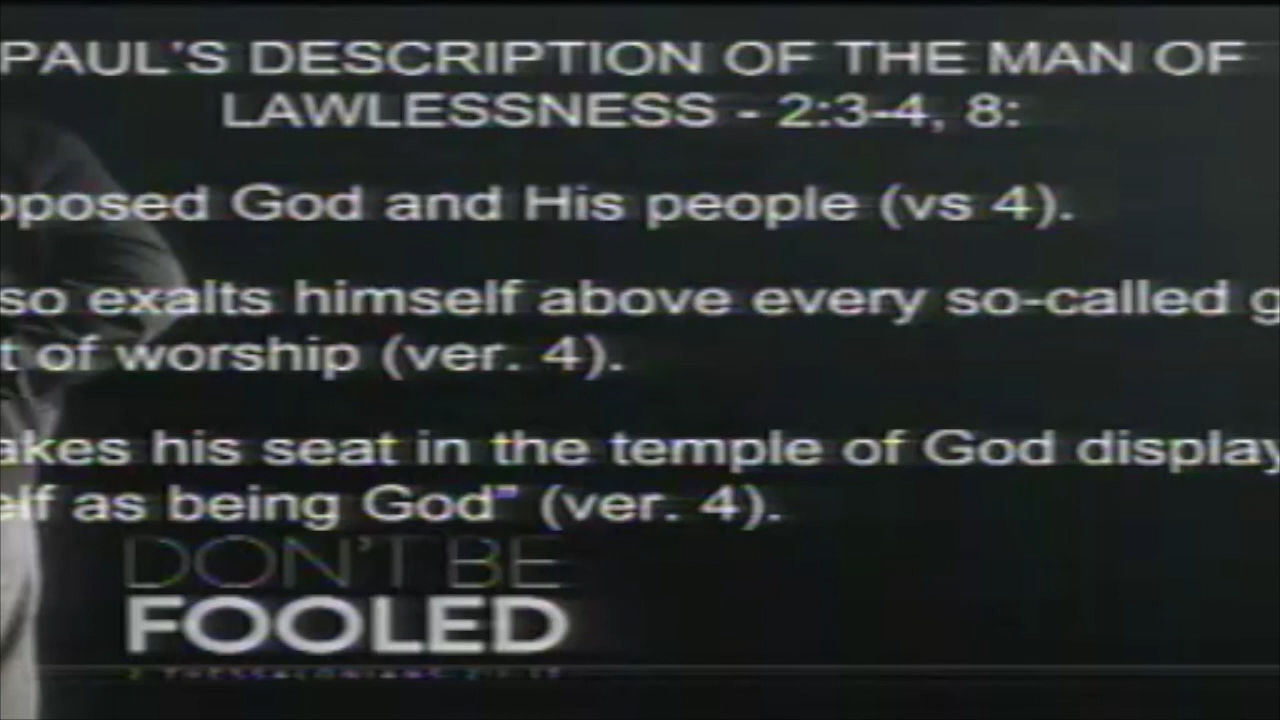 PAUL'S DESCRIPTION OF THE MAN OF
LAWLESSNESS - 2:3-4, 8:
pposed God and His people (vs 4).
so exalts himself above every so-called g
t of worship (ver. 4).
akes his seat in the temple of God display
elf as being God" (ver. 4).
DON'T BE
FOOLED
2 THESSALONIANS